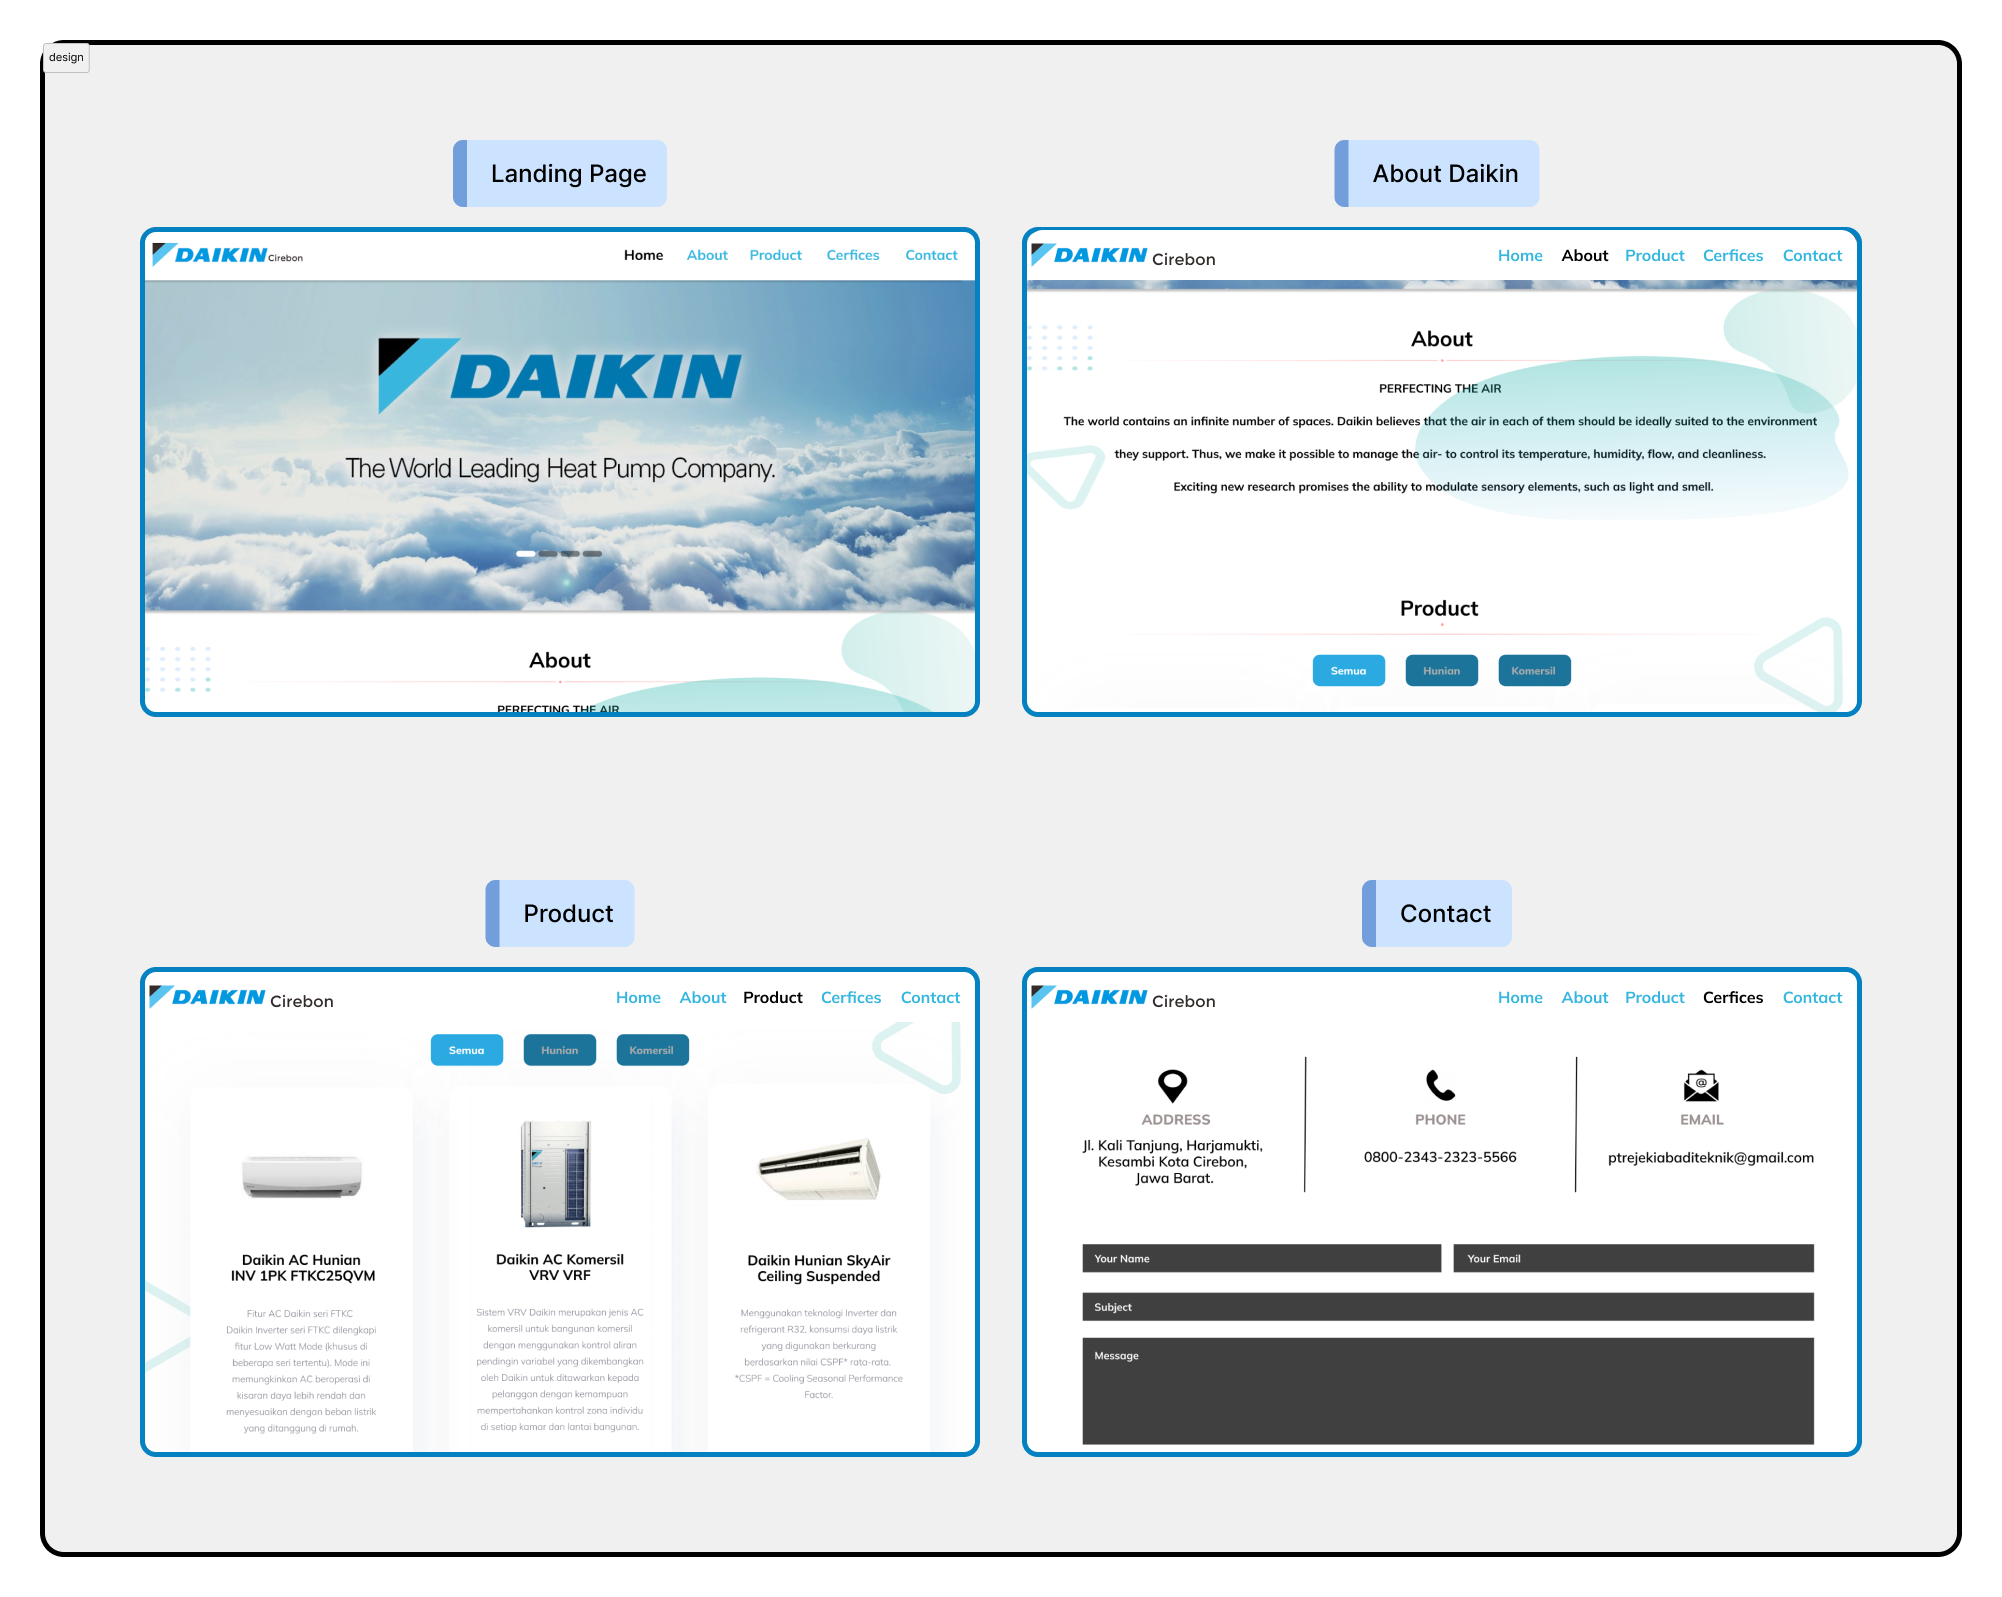 design
Landing Page
DAIKIN Cirebon
Home About Product Cerfices Contact
DAIKIN
The World Leading Heat Pump Company.
About
PERFECTING THE AIR
About Daikin
DAIKIN Cirebon
Home About Product Cerfices Contact
About
PERFECTING THE AIR
The world contains an infinite number of spaces. Daikin believes that the air in each of them should be ideally suited to the environment
they support. Thus, we make it possible to manage the air- to control its temperature, humidity, flow, and cleanliness.
Exciting new research promises the ability to modulate sensory elements, such as light and smell.
Product
Semua Hunian Komersil
Product
DAIKIN Cirebon
Home About Product Cerfices Contact
Semua Hunian Komersil
Daikin AC Hunian
INV 1PK FTKC25QVM
Fitur AC Daikin seri FTKC
Daikin Inverter seri FTKC dilengkapi
fitur Low Watt Mode (khusus di
beberapa seri tertentu). Mode ini
memungkinkan AC beroperasi di
kisaran daya lebih rendah dan
menyesuaikan dengan beban listrik
yang ditanggung di rumah.
Daikin AC Komersil
VRV VRF
Sistem VRV Daikin merupakan jenis AC
komersil untuk bangunan komersil
dengan menggunakan kontrol aliran
pendingin variabel yang dikembangkan
oleh Daikin untuk ditawarkan kepada
pelanggan dengan kemampuan
mempertahankan kontrol zona individu
di setiap kamar dan lantai bangunan.
Daikin Hunian SkyAir
Ceiling Suspended
Menggunakan teknologi Inverter dan
refrigerant R32, konsumsi daya listrik
yang digunakan berkurang
berdasarkan nilai CSPF* rata-rata.
*CSPF = Cooling Seasonal Performance
Factor.
Contact
DAIKIN Cirebon
Home About Product Cerfices Contact
ADDRESS
Jl. Kali Tanjung, Harjamukti,
Kesambi Kota Cirebon,
Jawa Barat.
PHONE
0800-2343-2323-5566
EMAIL
ptrejekiabaditeknik@gmail.com
Your Name
Your Email
Subject
Message